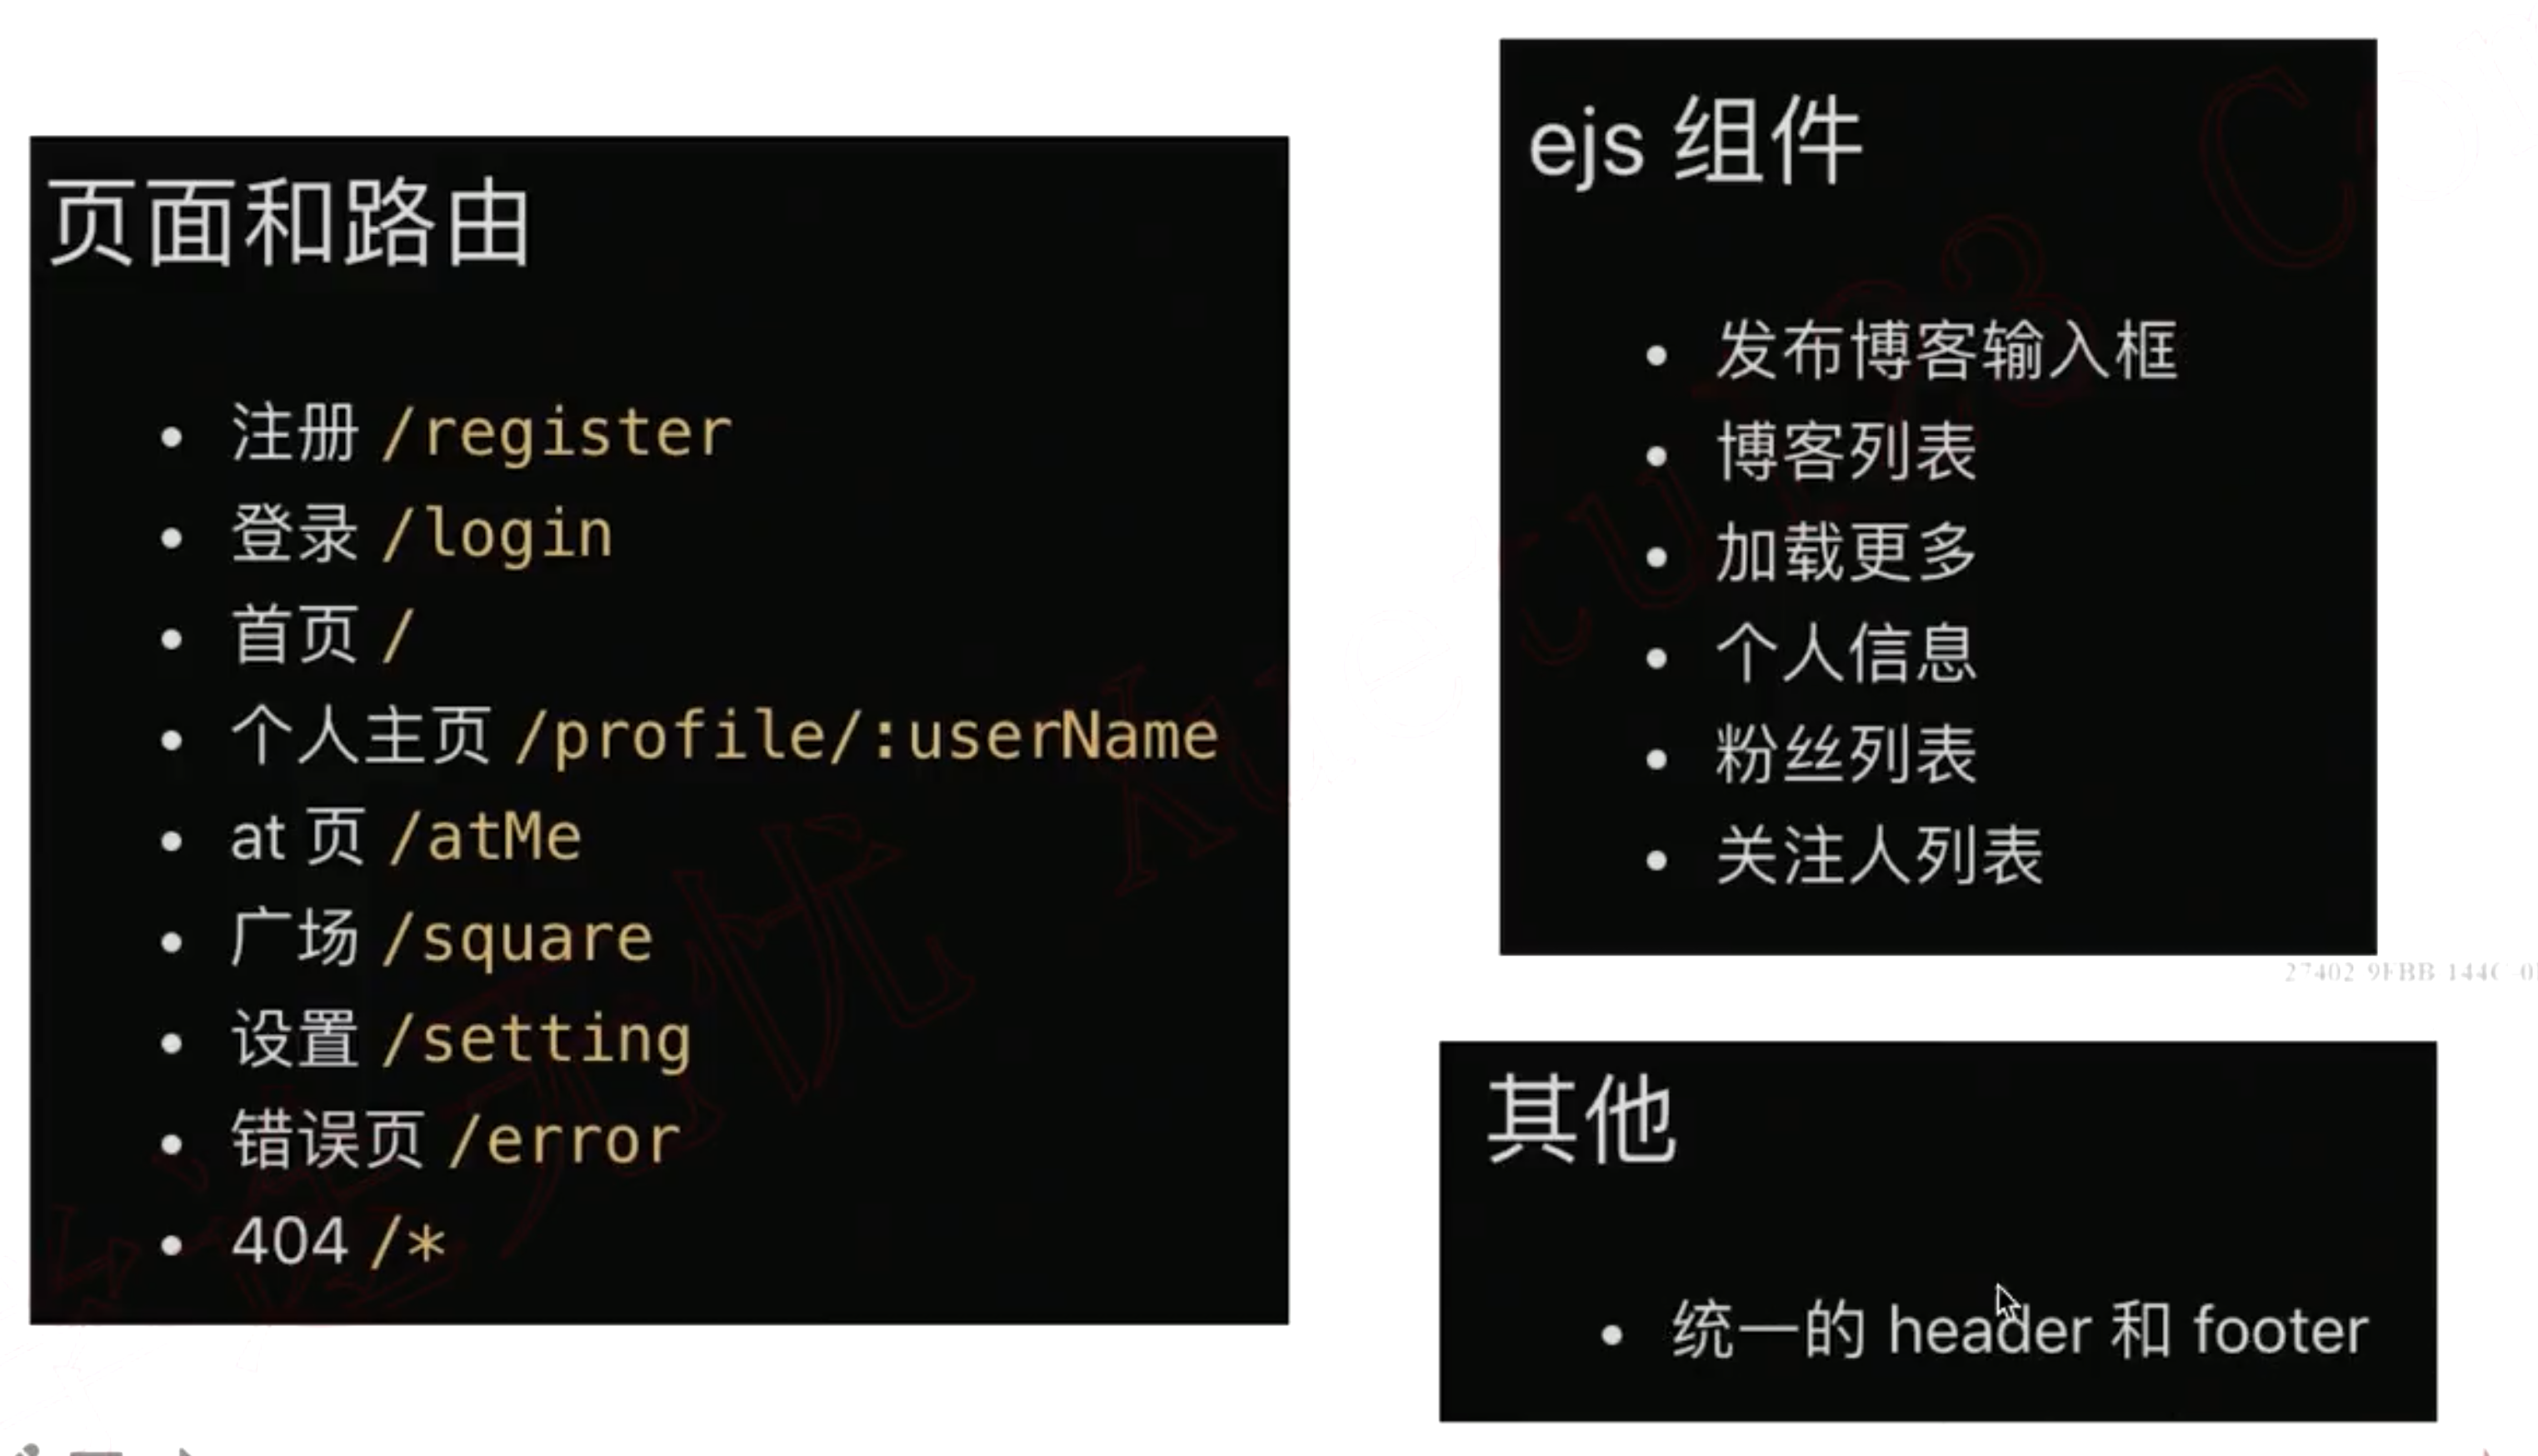 页面和路由
注册 /register
登录 /login
首页 /
个人主页 /profile/:userName
at 页 /atMe
广场 /square
设置 /setting
错误页 /error
404 /*
ejs 组件
发布博客输入框
博客列表
加载更多
个人信息
粉丝列表
关注人列表
其他
统一的 header 和 footer